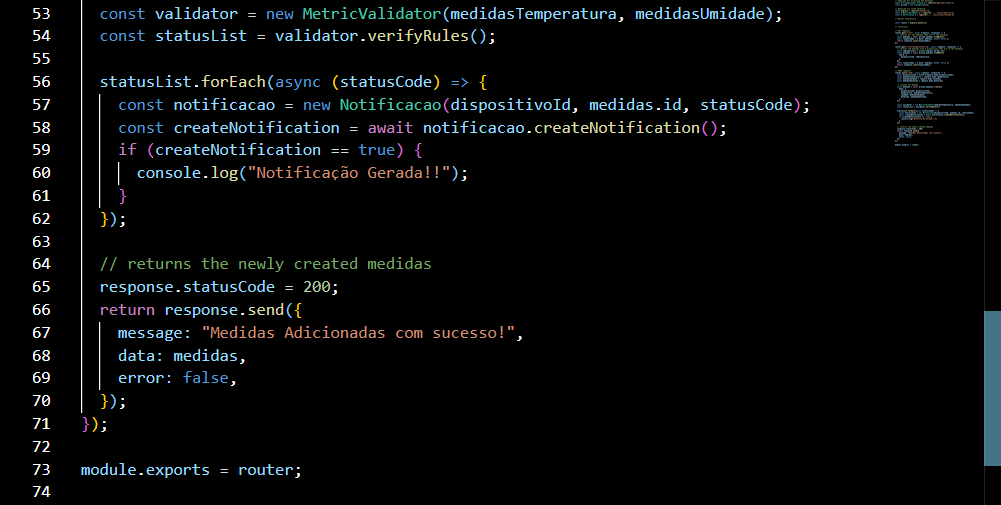 53 const validator = new MetricValidator(medidasTemperatura, medidasUmidade);
54 const statusList = validator.verifyRules();
55
56 statusList.forEach(async (statusCode) => {
57 const notificacao = new Notificacao(dispositivoId, medidas.id, statusCode);
58 const createNotification = await notificacao.createNotification();
59 if (createNotification == true) {
60 console.log("Notificação Gerada!!");
61 }
62 });
63
64 // returns the newly created medidas
65 response.statusCode = 200;
66 return response.send({
67 message: "Medidas Adicionadas com sucesso!",
68 data: medidas,
69 error: false,
70 });
71 });
72
73 module.exports = router;
74